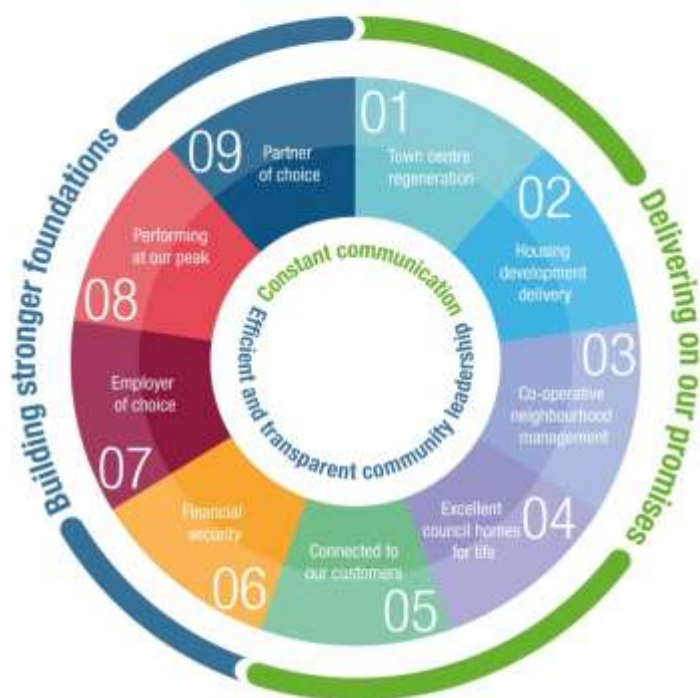 01
Town centre
regeneration
02
Housing
development
delivery
03
Co-operative
neighbourhood
management
04
Excellent
council homes
for life
05
Connected to
our customers
06
Financial
security
07
Employer
of choice
08
Performing
at our peak
09
Partner
of choice
Constant communication
Efficient and transparent community leadership
Building stronger foundations
Delivering on our promises